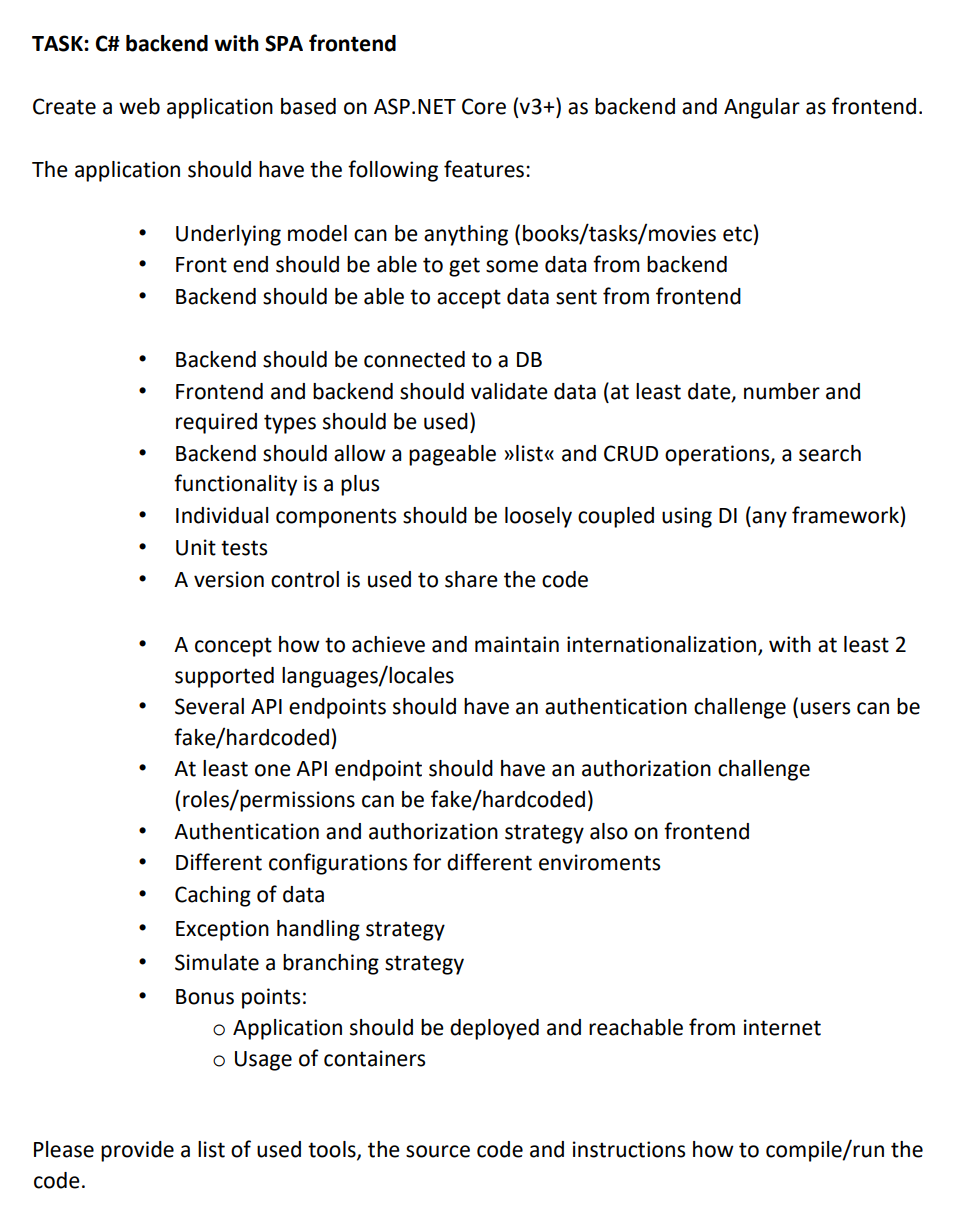 TASK: C# backend with SPA frontend
Create a web application based on ASP.NET Core (v3+) as backend and Angular as frontend.
The application should have the following features:
• Underlying model can be anything (books/tasks/movies etc)
• Front end should be able to get some data from backend
• Backend should be able to accept data sent from frontend
• Backend should be connected to a DB
• Frontend and backend should validate data (at least date, number and
required types should be used)
• Backend should allow a pageable »list« and CRUD operations, a search
functionality is a plus
• Individual components should be loosely coupled using DI (any framework)
• Unit tests
• A version control is used to share the code
• A concept how to achieve and maintain internationalization, with at least 2
supported languages/locales
• Several API endpoints should have an authentication challenge (users can be
fake/hardcoded)
• At least one API endpoint should have an authorization challenge
(roles/permissions can be fake/hardcoded)
• Authentication and authorization strategy also on frontend
• Different configurations for different enviroments
• Caching of data
• Exception handling strategy
• Simulate a branching strategy
• Bonus points:
o Application should be deployed and reachable from internet
o Usage of containers
Please provide a list of used tools, the source code and instructions how to compile/run the
code.